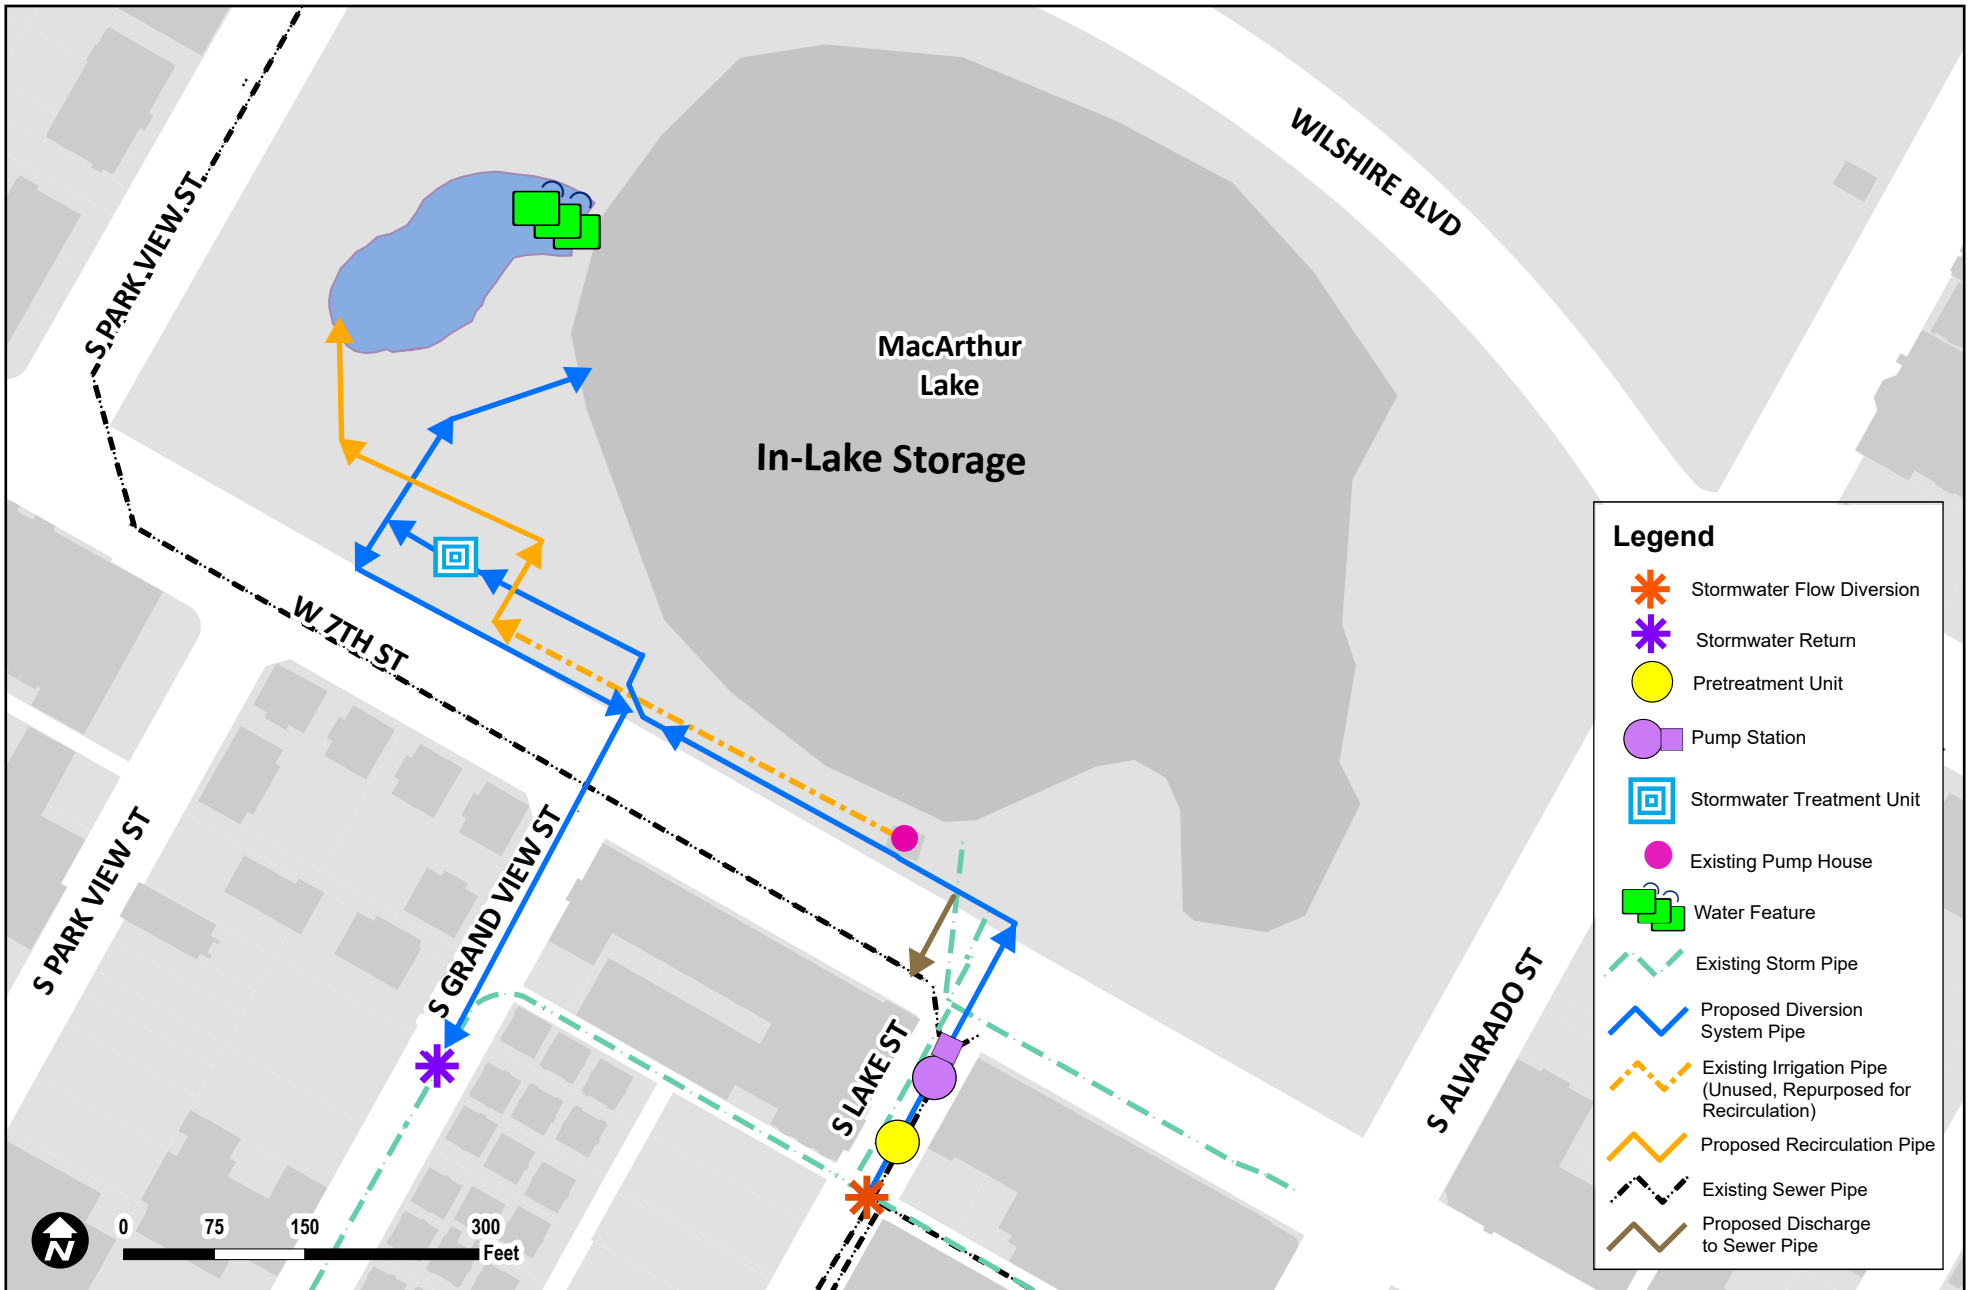 WILSHIRE BLVD
S PARK VIEW ST
MacArthur
Lake
In-Lake Storage
W 7TH ST
S PARK VIEW ST
S GRAND VIEW ST
S LAKE ST
S ALVARADO ST
Legend
Stormwater Flow Diversion
Stormwater Return
Pretreatment Unit
Pump Station
Stormwater Treatment Unit
Existing Pump House
Water Feature
Existing Storm Pipe
Proposed Diversion
System Pipe
Existing Irrigation Pipe
(Unused, Repurposed for
Recirculation)
Proposed Recirculation Pipe
Existing Sewer Pipe
Proposed Discharge
to Sewer Pipe
N
0 75 150 300
Feet